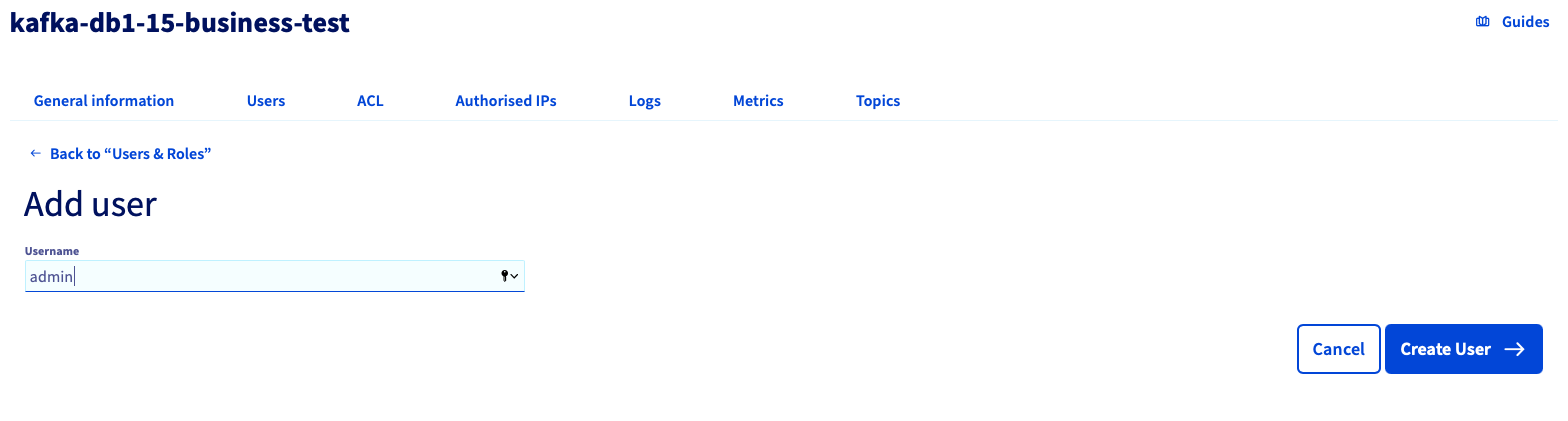 kafka-db1-15-business-test
Guides
General information Users ACL Authorised IPs Logs Metrics Topics
Back to “Users & Roles”
Add user
Username
admin
Cancel Create User